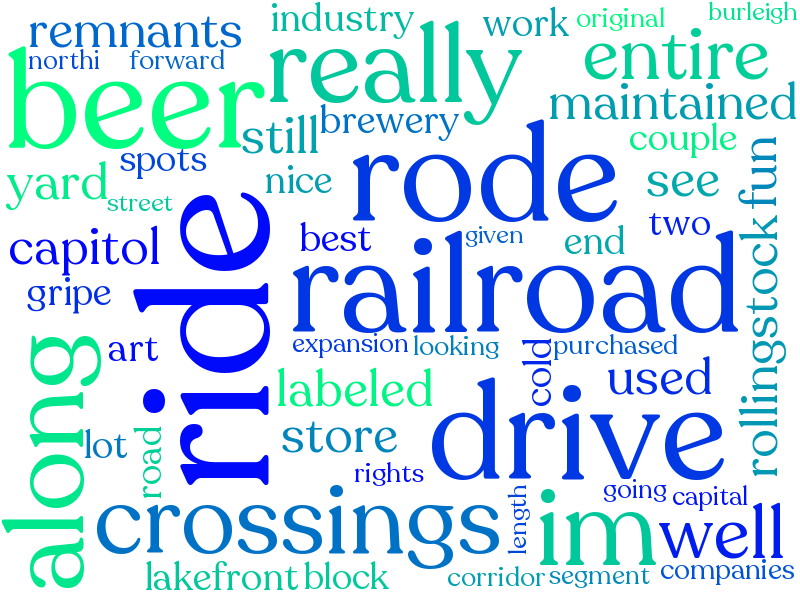 remnants
industry
work
original
burleigh
northi
forward
beer
really
entire
still
brewery
maintained
spots
nice
couple
yard
street
rode
see
fun
capitol
ride
best
given
end
two
gripe
railroad
rollingstock
along
art
expansion
looking
cold
purchased
labeled
used
lot
road
store
drive
rights
going
capital
crossings
length
im
well
lakefront
block
corridor
segment
companies